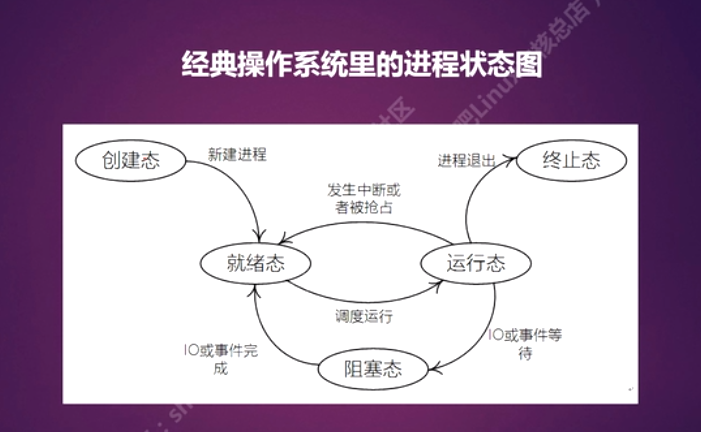 经典操作系统里的进程状态图
创建态
新建进程
进程退出
终止态
发生中断或
者被抢占
就绪态
运行态
调度运行
IO或事件完
成
IO或事件等
待
阻塞态